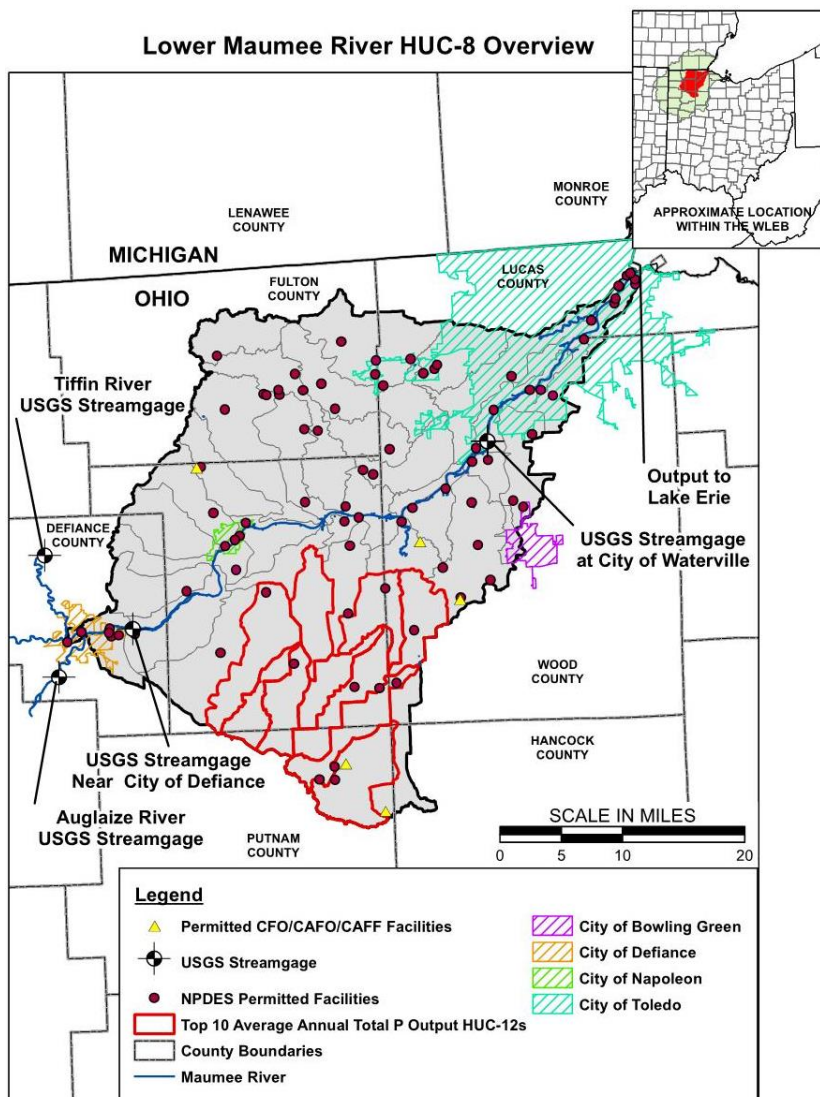 Lower Maumee River HUC-8 Overview
APPROXIMATE LOCATION
WITHIN THE WLEB
MONROE
COUNTY
LENAWEE
COUNTY
MICHIGAN
OHIO
FULTON
COUNTY
LUCAS
COUNTY
Tiffin River
USGS Streamgage
Output to
Lake Erie
DEFIANCE
COUNTY
USGS Streamgage
at City of Waterville
WOOD
COUNTY
USGS Streamgage
Near City of Defiance
HANCOCK
COUNTY
Auglaize River
USGS Streamgage
PUTNAM
COUNTY
SCALE IN MILES
0 5 10 20
Legend
Permitted CFO/CAFO/CAFF Facilities
USGS Streamgage
NPDES Permitted Facilities
Top 10 Average Annual Total P Output HUC-12s
County Boundaries
Maumee River
City of Bowling Green
City of Defiance
City of Napoleon
City of Toledo